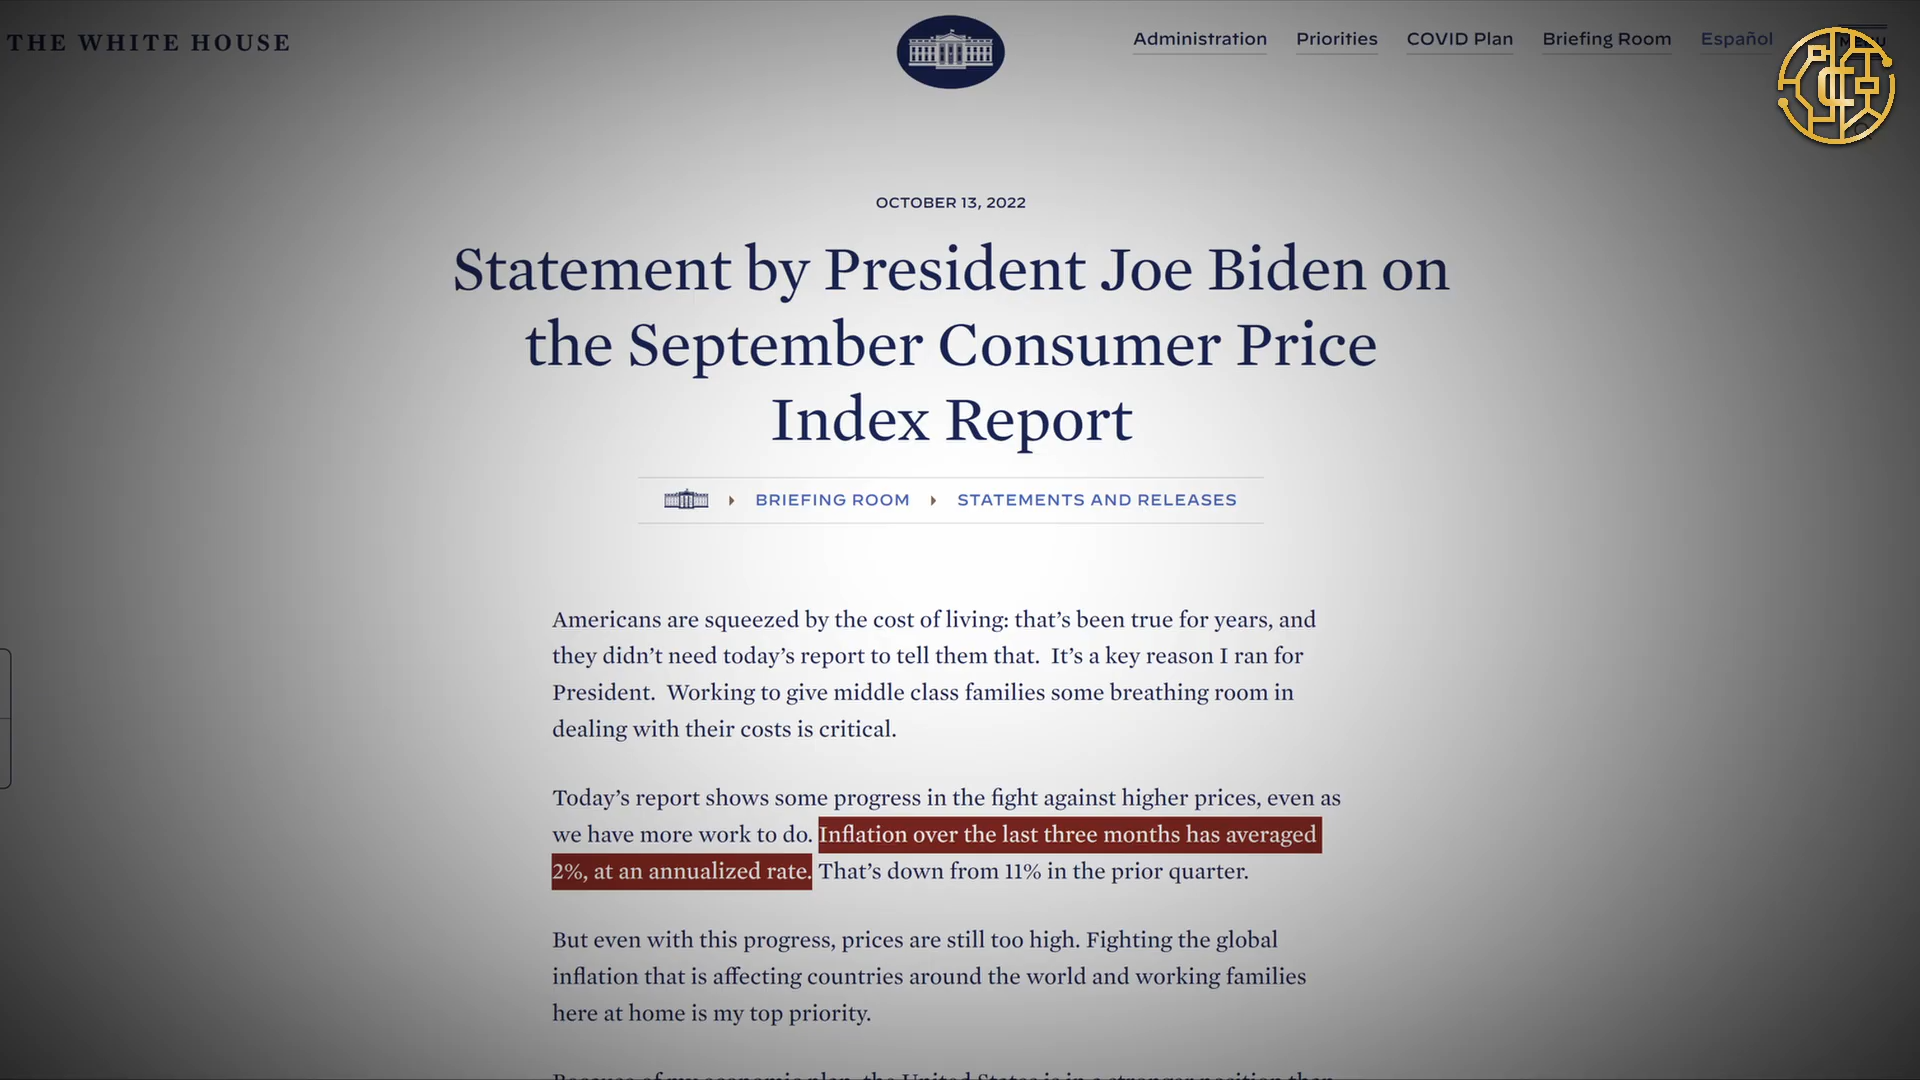 THE WHITE HOUSE
Administration Priorities COVID Plan Briefing Room Español
OCTOBER 13, 2022
Statement by President Joe Biden on
the September Consumer Price
Index Report
BRIEFING ROOM STATEMENTS AND RELEASES
Americans are squeezed by the cost of living: that’s been true for years, and
they didn’t need today’s report to tell them that.  It’s a key reason I ran for
President.  Working to give middle class families some breathing room in
dealing with their costs is critical.
Today’s report shows some progress in the fight against higher prices, even as
we have more work to do. Inflation over the last three months has averaged
2%, at an annualized rate. That’s down from 11% in the prior quarter.
But even with this progress, prices are still too high. Fighting the global
inflation that is affecting countries around the world and working families
here at home is my top priority.